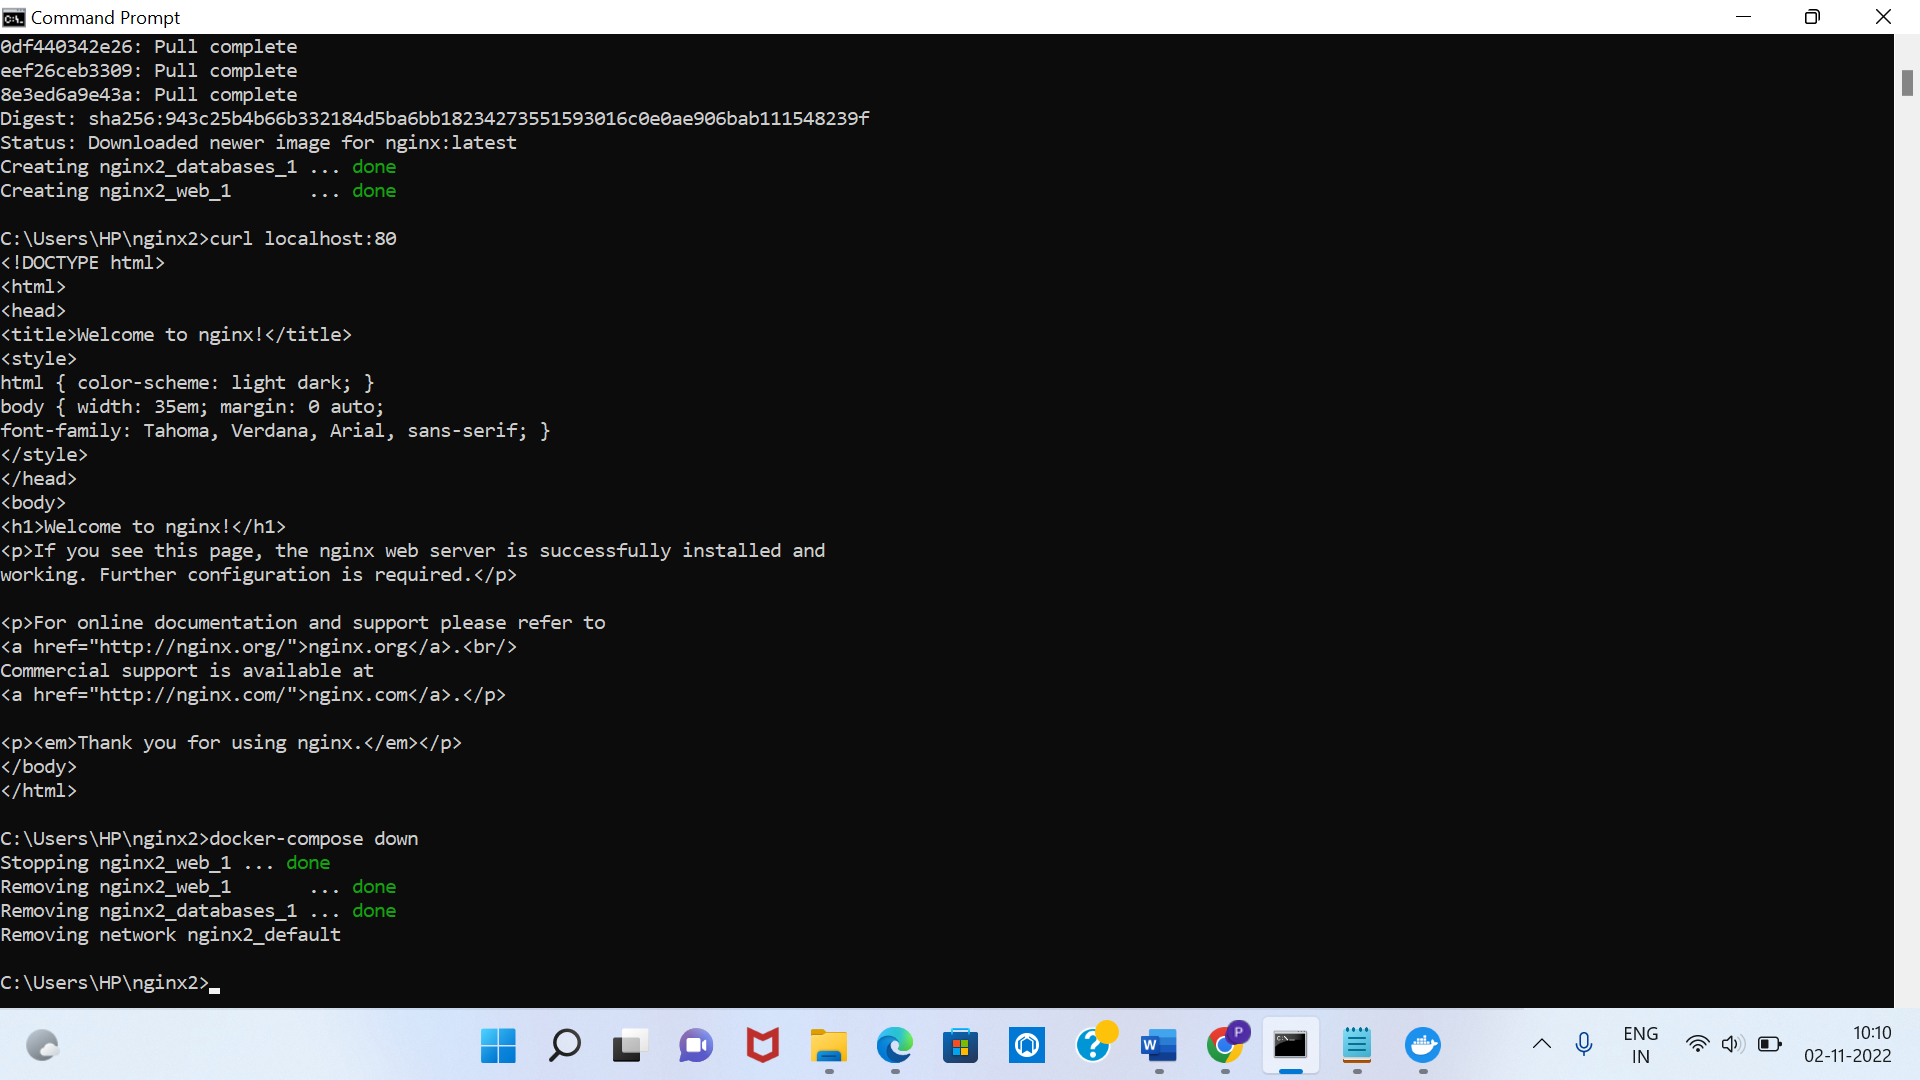 Command Prompt
0df440342e26: Pull complete
eef26ceb3309: Pull complete
8e3ed6a9e43a: Pull complete
Digest: sha256:943c25b4b66b332184d5ba6bb18234273551593016c0e0ae906bab111548239f
Status: Downloaded newer image for nginx:latest
Creating nginx2_databases_1 ... done
Creating nginx2_web_1       ... done

C:\Users\HP\nginx2>curl localhost:80
<!DOCTYPE html>
<html>
<head>
<title>Welcome to nginx!</title>
<style>
html { color-scheme: light dark; }
body { width: 35em; margin: 0 auto;
font-family: Tahoma, Verdana, Arial, sans-serif; }
</style>
</head>
<body>
<h1>Welcome to nginx!</h1>
<p>If you see this page, the nginx web server is successfully installed and
working. Further configuration is required.</p>

<p>For online documentation and support please refer to
<a href="http://nginx.org/">nginx.org</a>.<br/>
Commercial support is available at
<a href="http://nginx.com/">nginx.com</a>.</p>

<p><em>Thank you for using nginx.</em></p>
</body>
</html>

C:\Users\HP\nginx2>docker-compose down
Stopping nginx2_web_1 ... done
Removing nginx2_web_1       ... done
Removing nginx2_databases_1 ... done
Removing network nginx2_default

C:\Users\HP\nginx2>
W
P
ENG
IN
10:10
02-11-2022